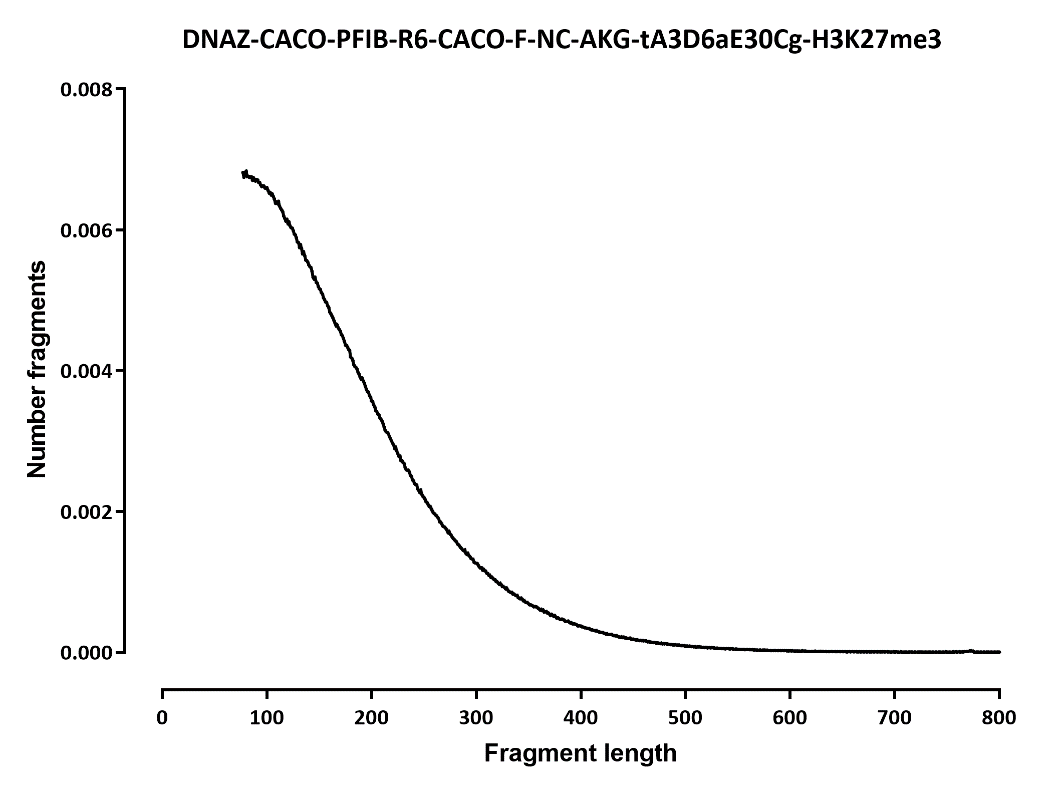 DNAZ-CACO-PFIB-R6-CACO-F-NC-AKG-tA3D6aE30Cg-H3K27me3
0.008
0.006
0.004
0.002
0.000
Number fragments
0 100 200 300 400 500 600 700 800
Fragment length